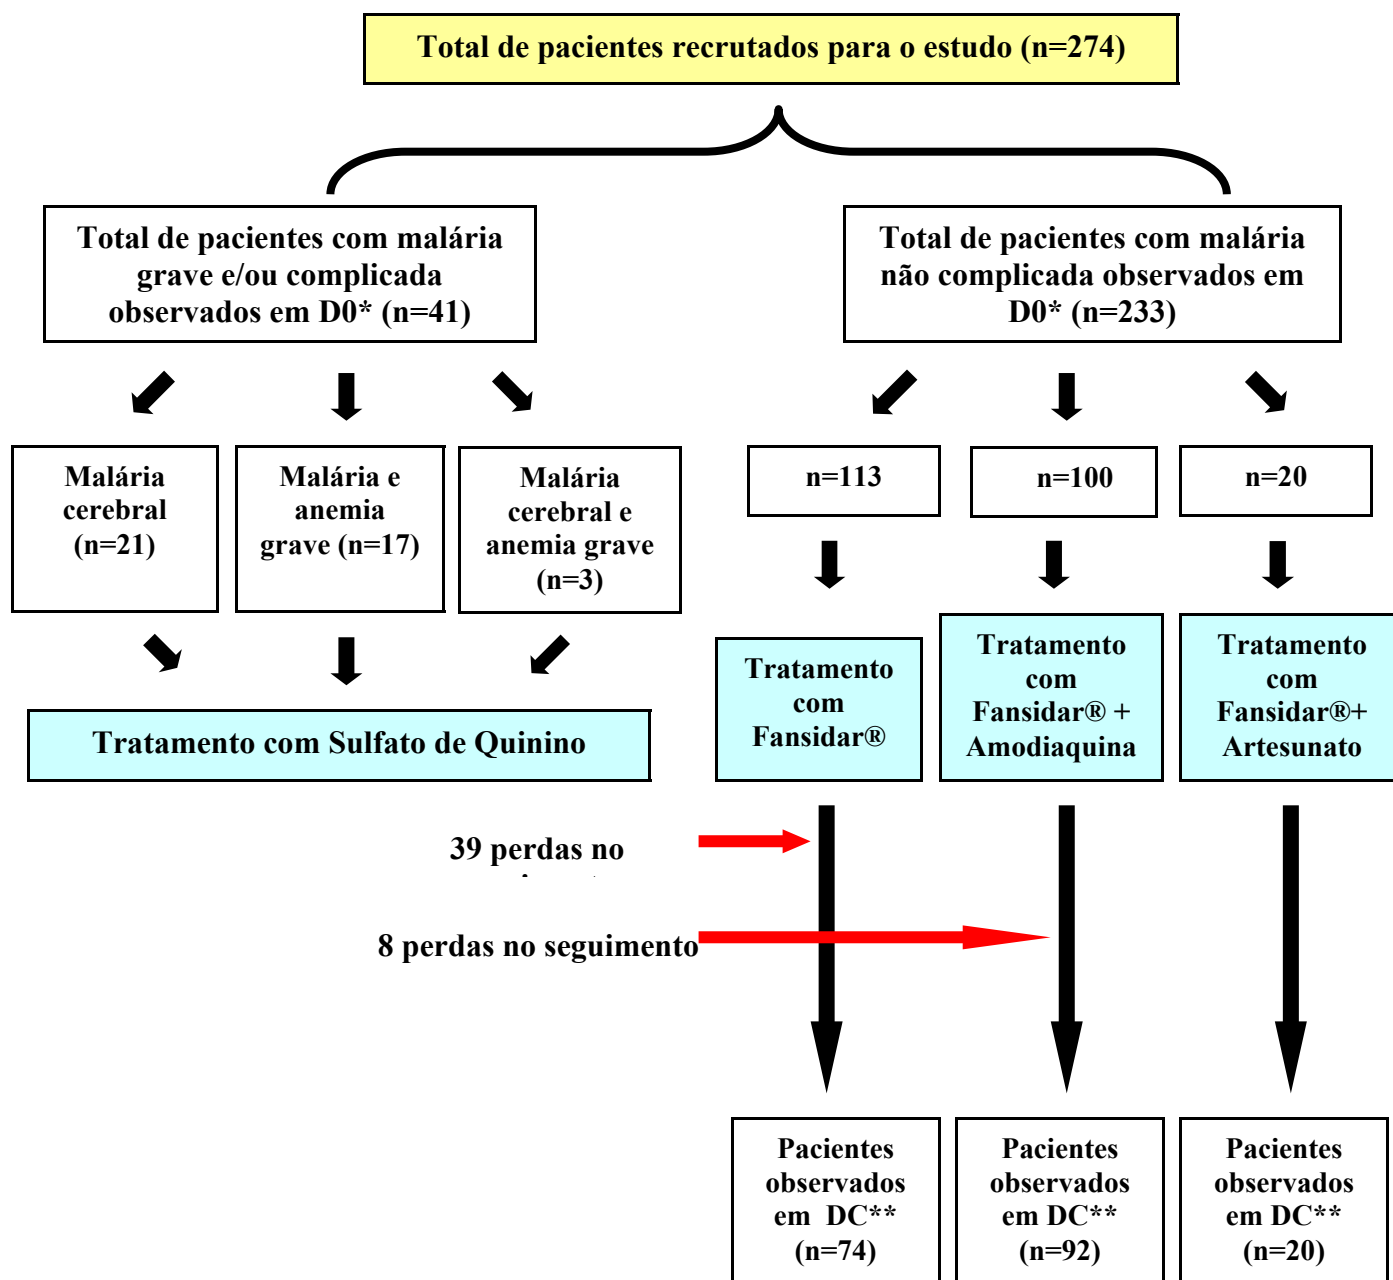 Total de pacientes recrutados para o estudo (n=274)
Total de pacientes com malária
grave e/ou complicada
observados em D0* (n=41)
Total de pacientes com malária
não complicada observados em
D0* (n=233)
Malária
cerebral
(n=21)
Malária e
anemia
grave (n=17)
Malária
cerebral e
anemia grave
(n=3)
n=113
n=100
n=20
Tratamento com Sulfato de Quinino
Tratamento
com
Fansidar®
Tratamento
com
Fansidar® +
Amodiaquina
Tratamento
com
Fansidar®+
Artesunato
39 perdas no
8 perdas no seguimento
Pacientes
observados
em DC**
(n=74)
Pacientes
observados
em DC**
(n=92)
Pacientes
observados
em DC**
(n=20)